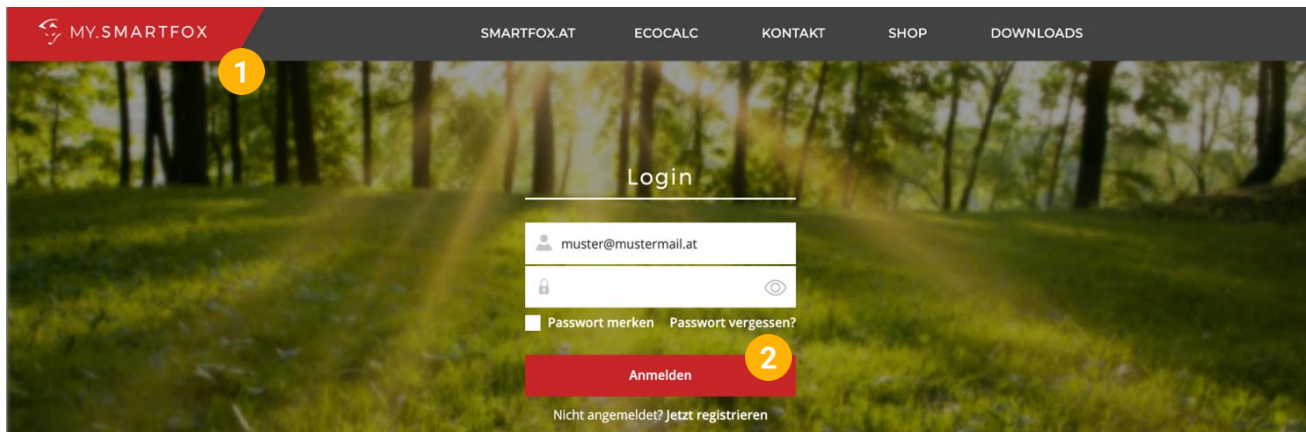 MY.SMARTFOX SMARTFOX.AT ECOCALC KONTAKT SHOP DOWNLOADS
1
Login
muster@mustermail.at
Passwort merken Passwort vergessen?
2
Anmelden
Nicht angemeldet? Jetzt registrieren